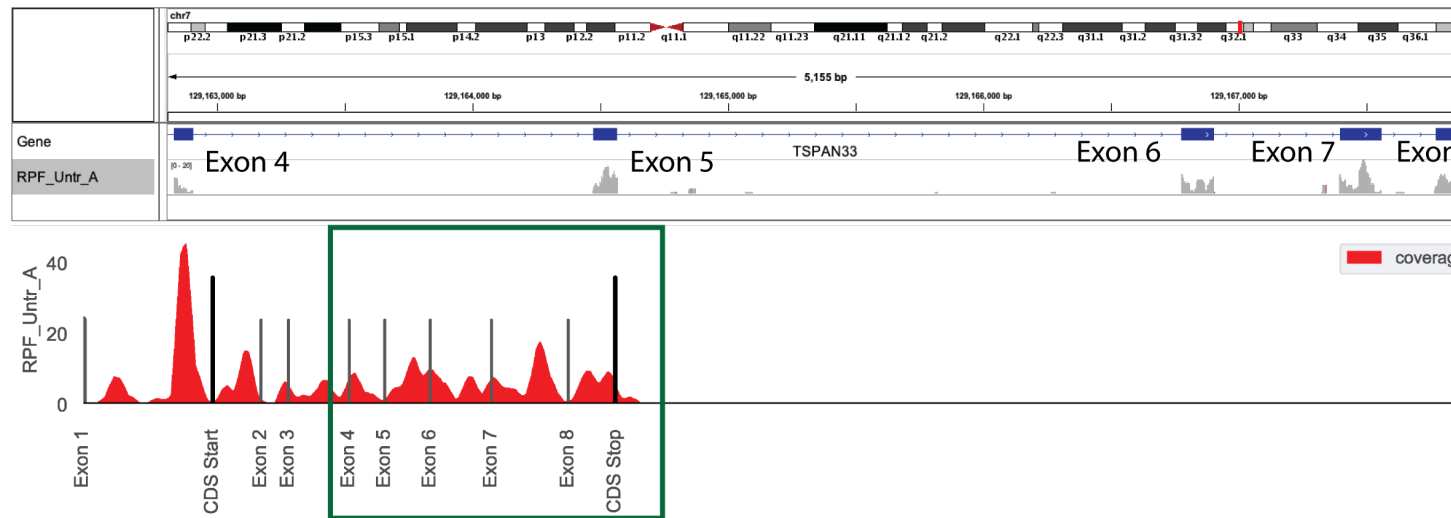 chr7
p22.2 p21.3 p21.2 p15.3 p15.1 p14.2 p13 p12.2 p11.2 q11.1 q11.22 q11.23 q21.11 q21.12 q21.2 q22.1 q22.3 q31.1 q31.2 q31.32 q32.1 q33 q34 q35 q36.1
5,155 bp
129,163,000 bp 129,164,000 bp 129,165,000 bp 129,166,000 bp 129,167,000 bp
Gene
TSPAN33
Exon 4 Exon 5 Exon 6 Exon 7 Exon
RPF_Untr_A
[0 - 20]
RPF_Untr_A
40
20
0
coverag
Exon 1
CDS Start
Exon 2
Exon 3
Exon 4
Exon 5
Exon 6
Exon 7
Exon 8
CDS Stop